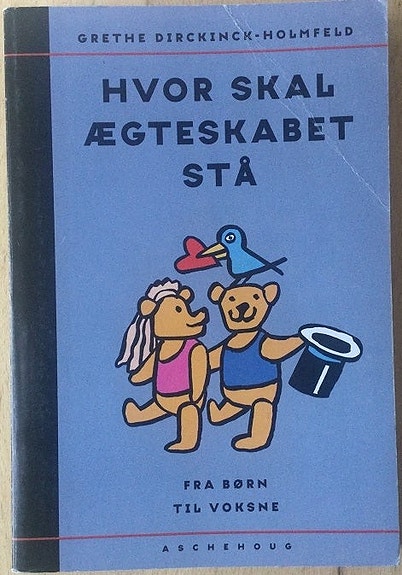 GRETHE DIRCKINCK-HOLMFELD
HVOR SKAL
ÆGTESKABET
STÅ
FRA BØRN
TIL VOKSNE
ASCHEHOUG